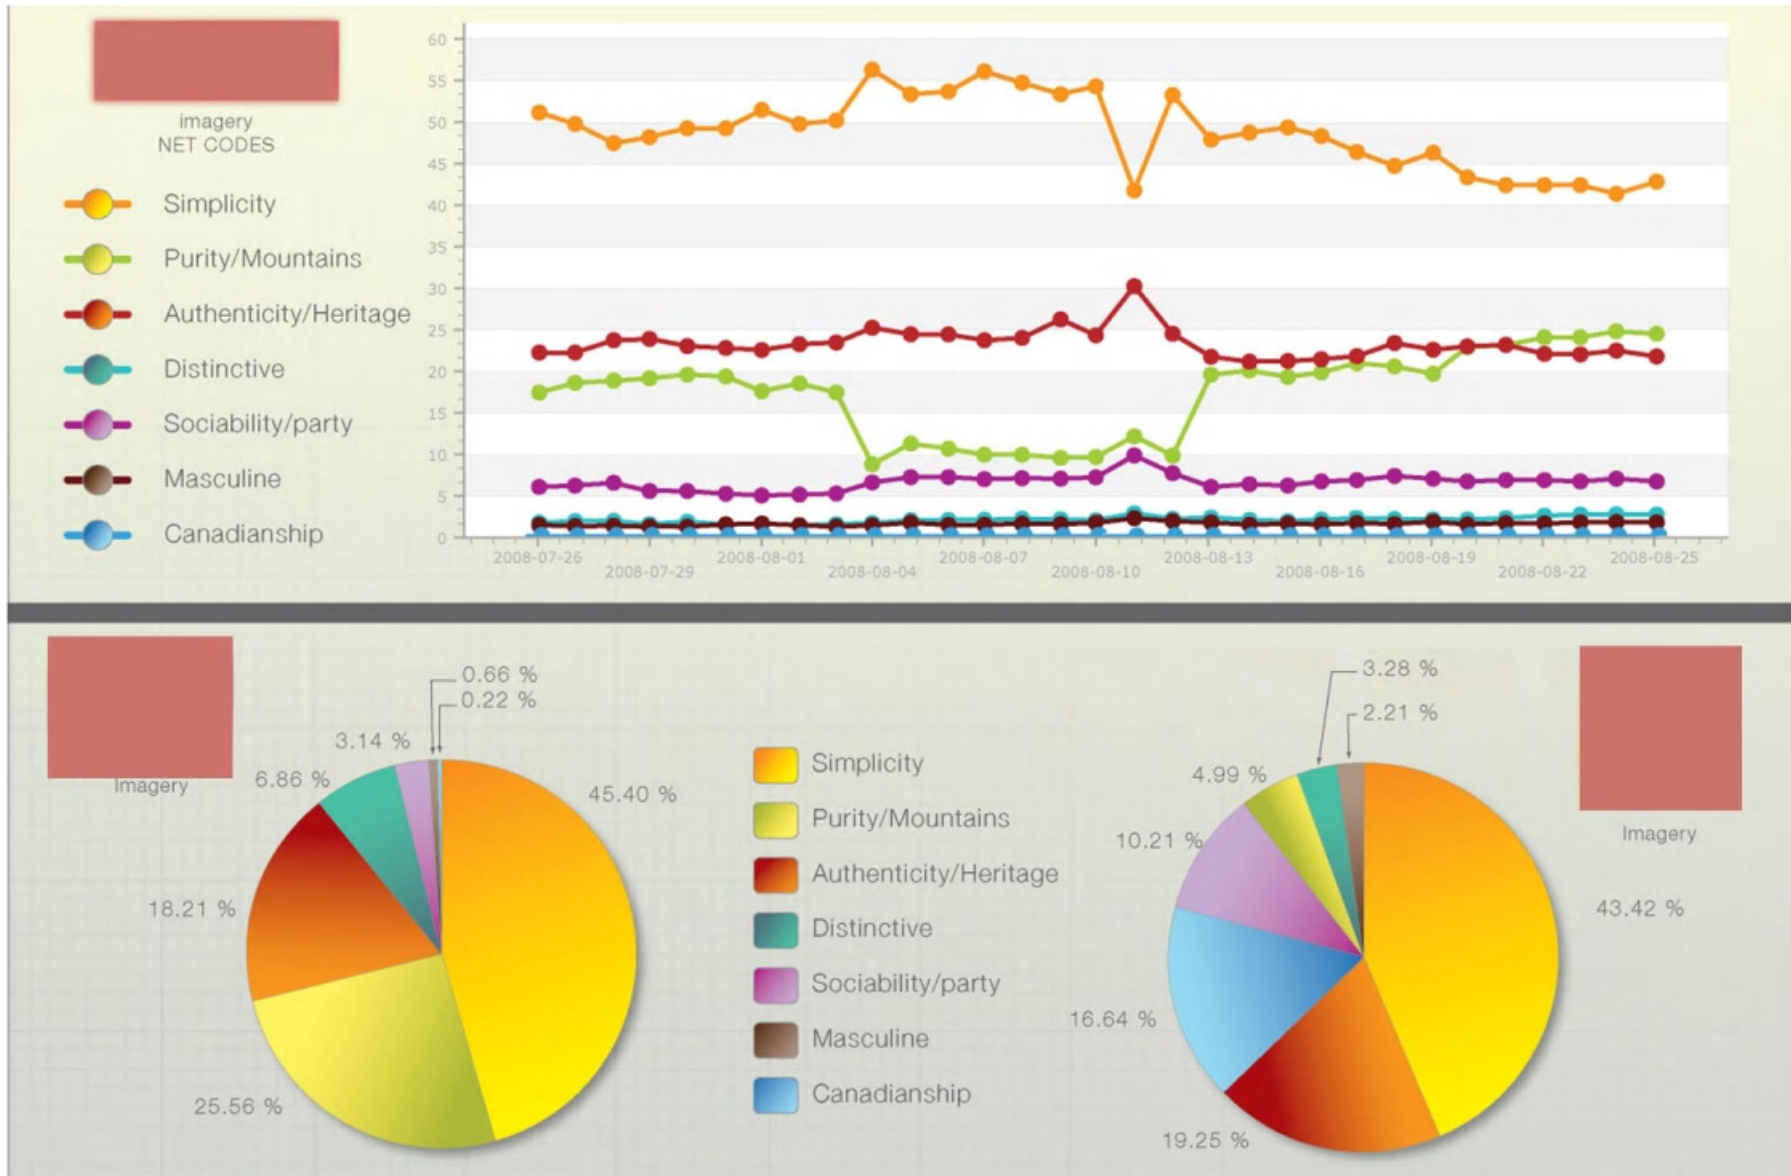 imagery
NET CODES
Simplicity
Purity/Mountains
Authenticity/Heritage
Distinctive
Sociability/party
Masculine
Canadianship
60
55
50
45
40
35
30
25
20
15
10
5
0
2008-07-26
2008-07-29
2008-08-01
2008-08-04
2008-08-07
2008-08-10
2008-08-13
2008-08-16
2008-08-19
2008-08-22
2008-08-25
Imagery
0.66 %
0.22 %
3.14 %
6.86 %
45.40 %
18.21 %
25.56 %
Simplicity
Purity/Mountains
Authenticity/Heritage
Distinctive
Sociability/party
Masculine
Canadianship
3.28 %
2.21 %
4.99 %
10.21 %
16.64 %
19.25 %
43.42 %
Imagery